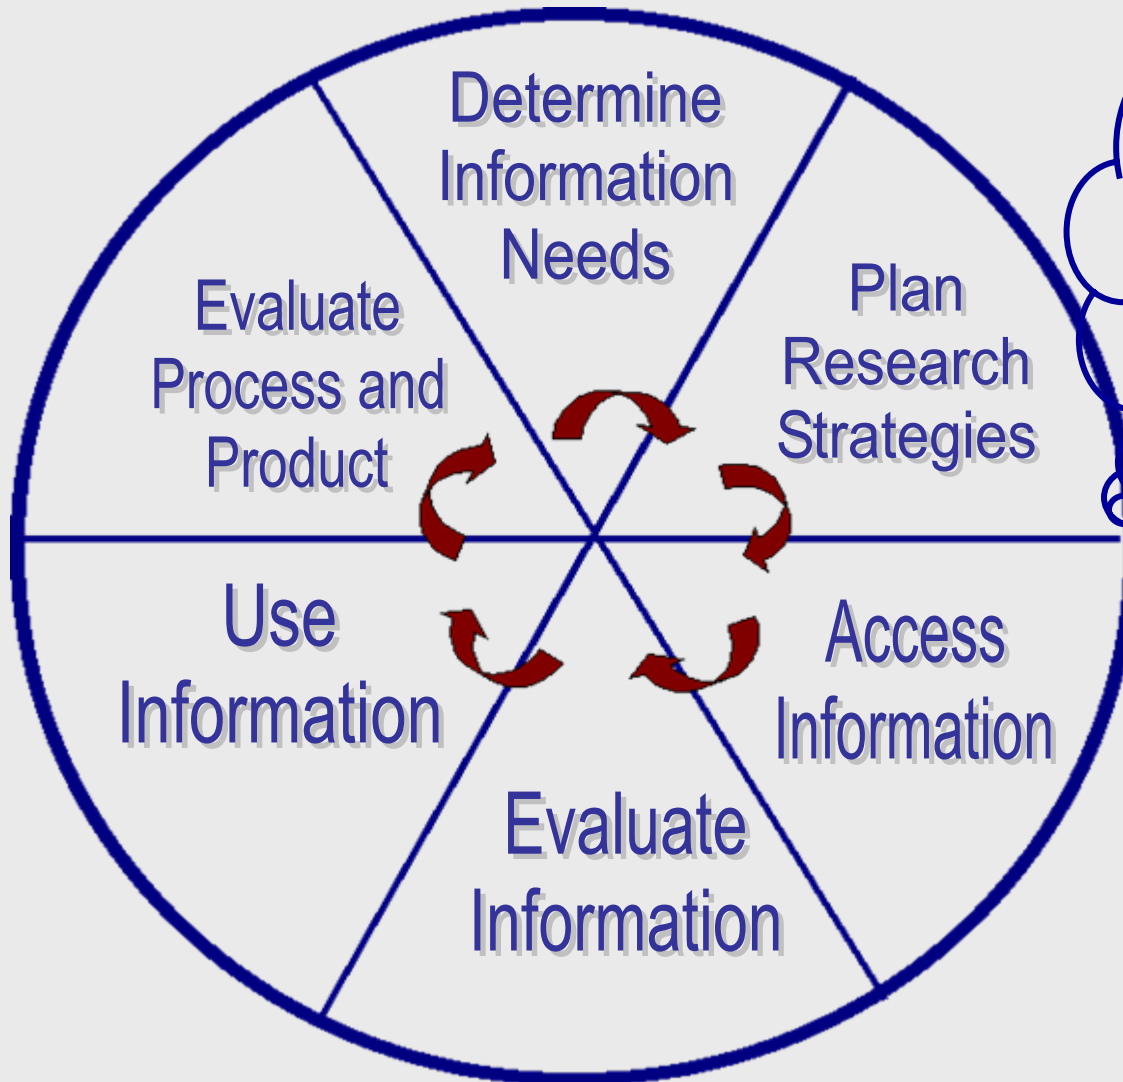 Determine
Information
Needs
Plan
Research
Strategies
Access
Information
Evaluate
Information
Use
Information
Evaluate
Process and
Product